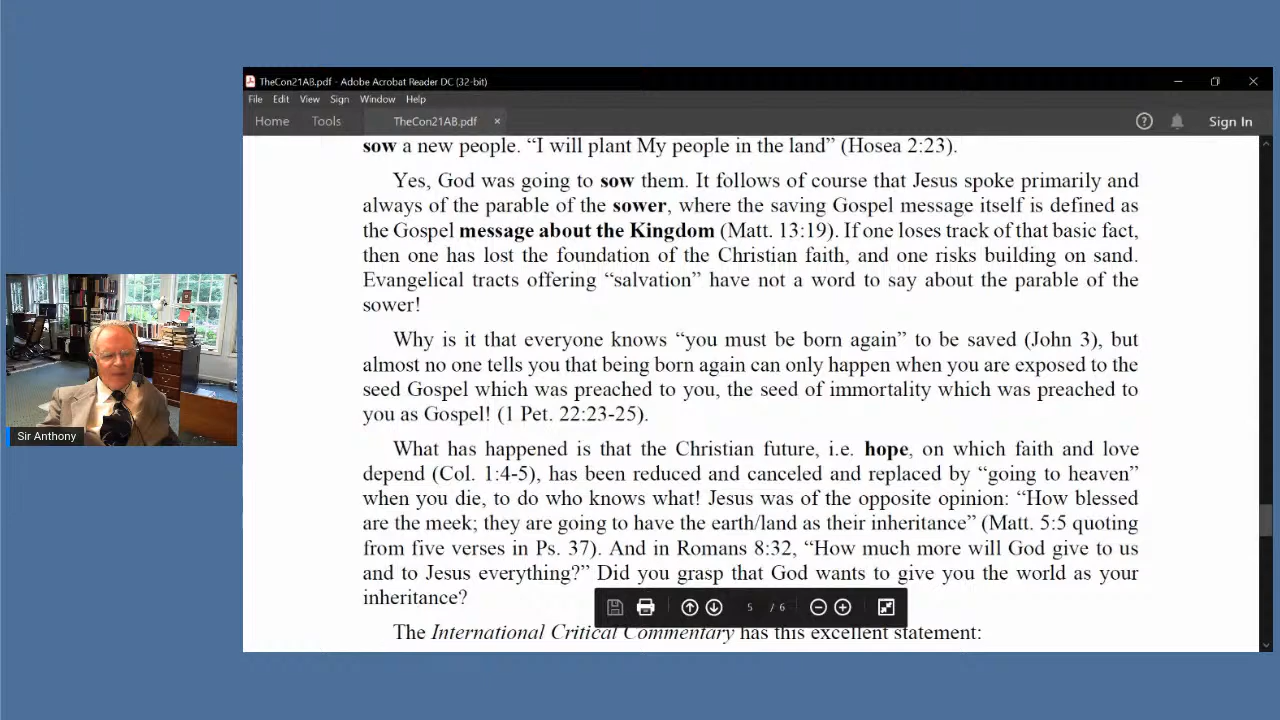 TheCon21AB.pdf - Adobe Acrobat Reader DC (32-bit)
File Edit View Sign Window Help
Home Tools TheCon21AB.pdf × Sign In
sow a new people. “I will plant My people in the land” (Hosea 2:23).
Yes, God was going to sow them. It follows of course that Jesus spoke primarily and
always of the parable of the sower, where the saving Gospel message itself is defined as
the Gospel message about the Kingdom (Matt. 13:19). If one loses track of that basic fact,
then one has lost the foundation of the Christian faith, and one risks building on sand.
Evangelical tracts offering “salvation” have not a word to say about the parable of the
sower!
Why is it that everyone knows “you must be born again” to be saved (John 3), but
almost no one tells you that being born again can only happen when you are exposed to the
seed Gospel which was preached to you, the seed of immortality which was preached to
you as Gospel! (1 Pet. 22:23-25).
What has happened is that the Christian future, i.e. hope, on which faith and love
depend (Col. 1:4-5), has been reduced and canceled and replaced by “going to heaven”
when you die, to do who knows what! Jesus was of the opposite opinion: “How blessed
are the meek; they are going to have the earth/land as their inheritance” (Matt. 5:5 quoting
from five verses in Ps. 37). And in Romans 8:32, “How much more will God give to us
and to Jesus everything?” Did you grasp that God wants to give you the world as your
inheritance?
5 / 6
The International Critical Commentary has this excellent statement:
Sir Anthony